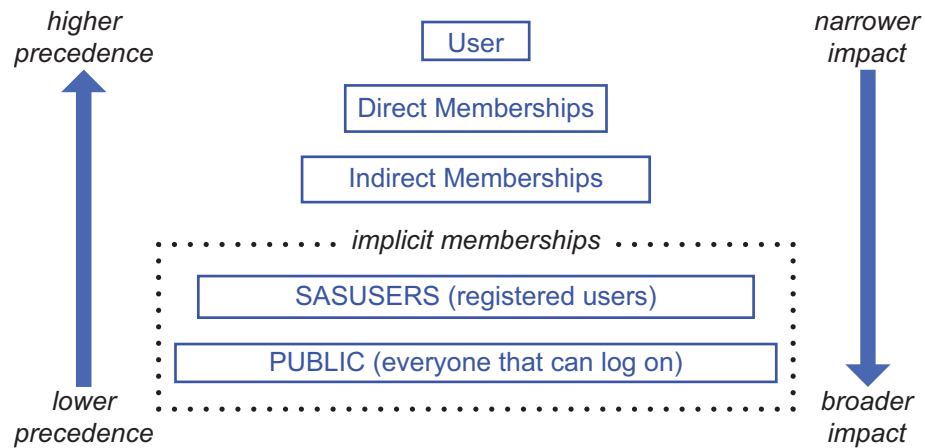 higher
precedence
User
narrower
impact
Direct Memberships
Indirect Memberships
implicit memberships
SASUSERS (registered users)
PUBLIC (everyone that can log on)
lower
precedence
broader
impact